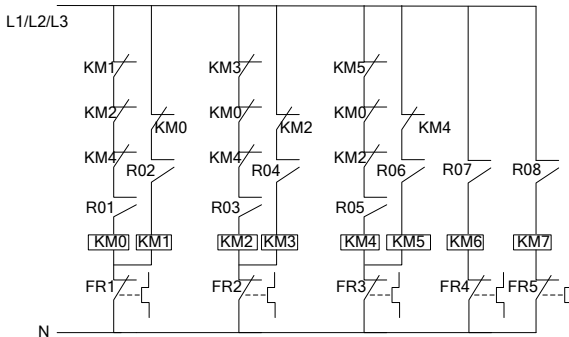 L1/L2/L3
KM1 KM3 KM5
KM2 KM0 KM0 KM0 KM2 KM4
KM4 R02 KM4 R04 KM2 R06 R07 R08
R01 R03 R05
KM0 KM1 KM2 KM3 KM4 KM5 KM6 KM7
FR1 FR2 FR3 FR4 FR5
N